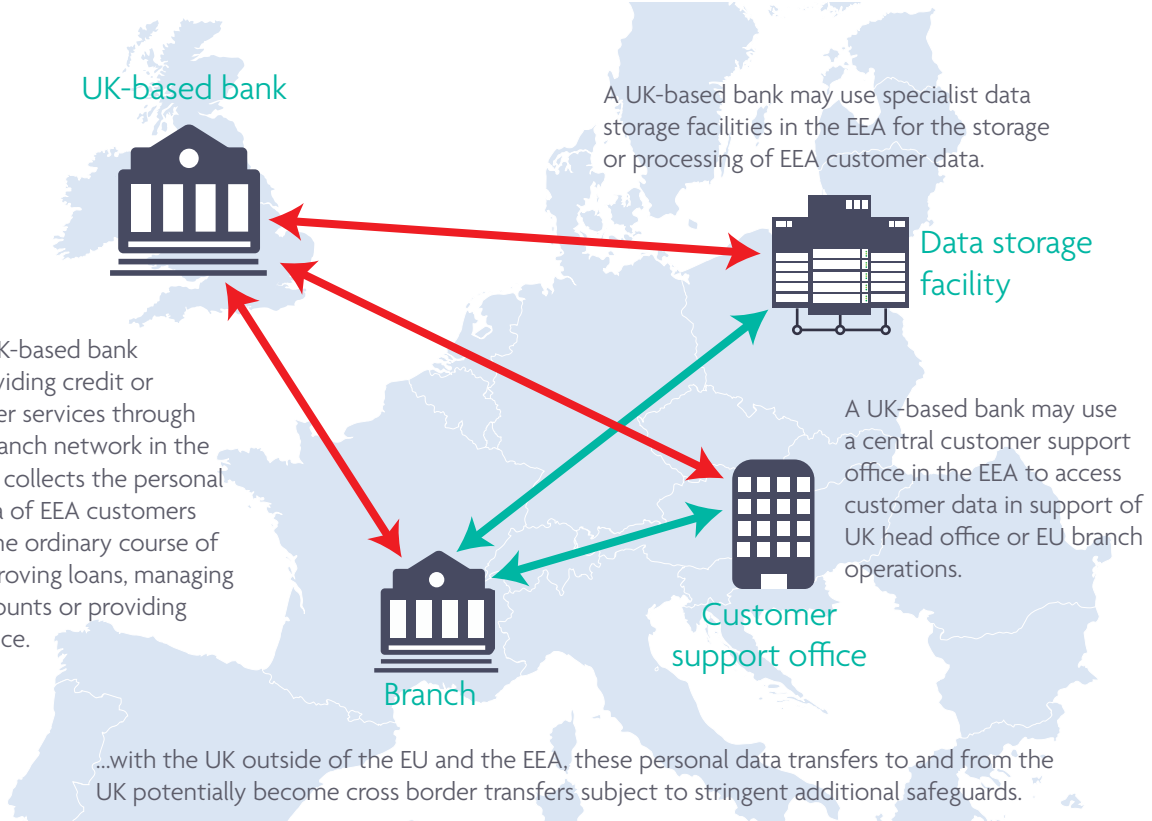 UK-based bank
A UK-based bank may use specialist data
storage facilities in the EEA for the storage
or processing of EEA customer data.
Data storage
facility
K-based bank
viding credit or
er services through
anch network in the
collects the personal
a of EEA customers
he ordinary course of
roving loans, managing
ounts or providing
ce.
A UK-based bank may use
a central customer support
office in the EEA to access
customer data in support of
UK head office or EU branch
operations.
Customer
support office
Branch
...with the UK outside of the EU and the EEA, these personal data transfers to and from the
UK potentially become cross border transfers subject to stringent additional safeguards.